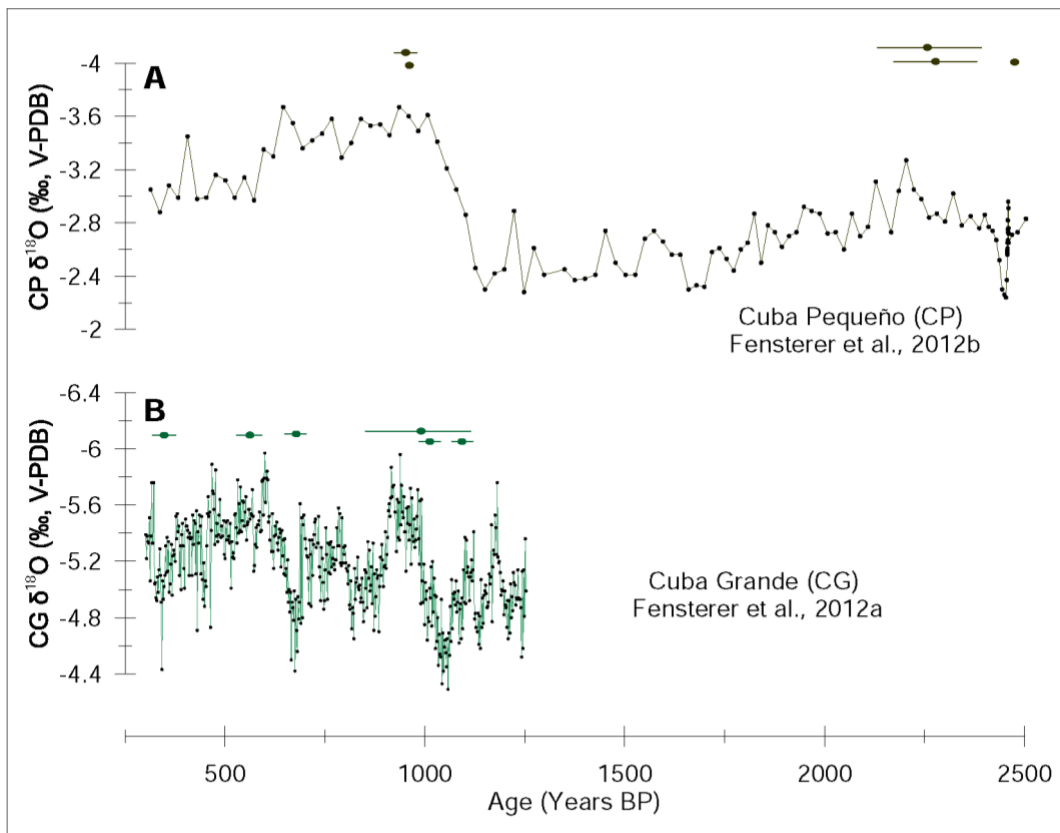 A
-4
-3.6
-3.2
-2.8
-2.4
-2
CP δ¹⁸O (‰, V-PDB)
Cuba Pequeño (CP)
Fensterer et al., 2012b
B
-6.4
-6
-5.6
-5.2
-4.8
-4.4
CG δ¹⁸O (‰, V-PDB)
Cuba Grande (CG)
Fensterer et al., 2012a
500 1000 1500 2000 2500
Age (Years BP)